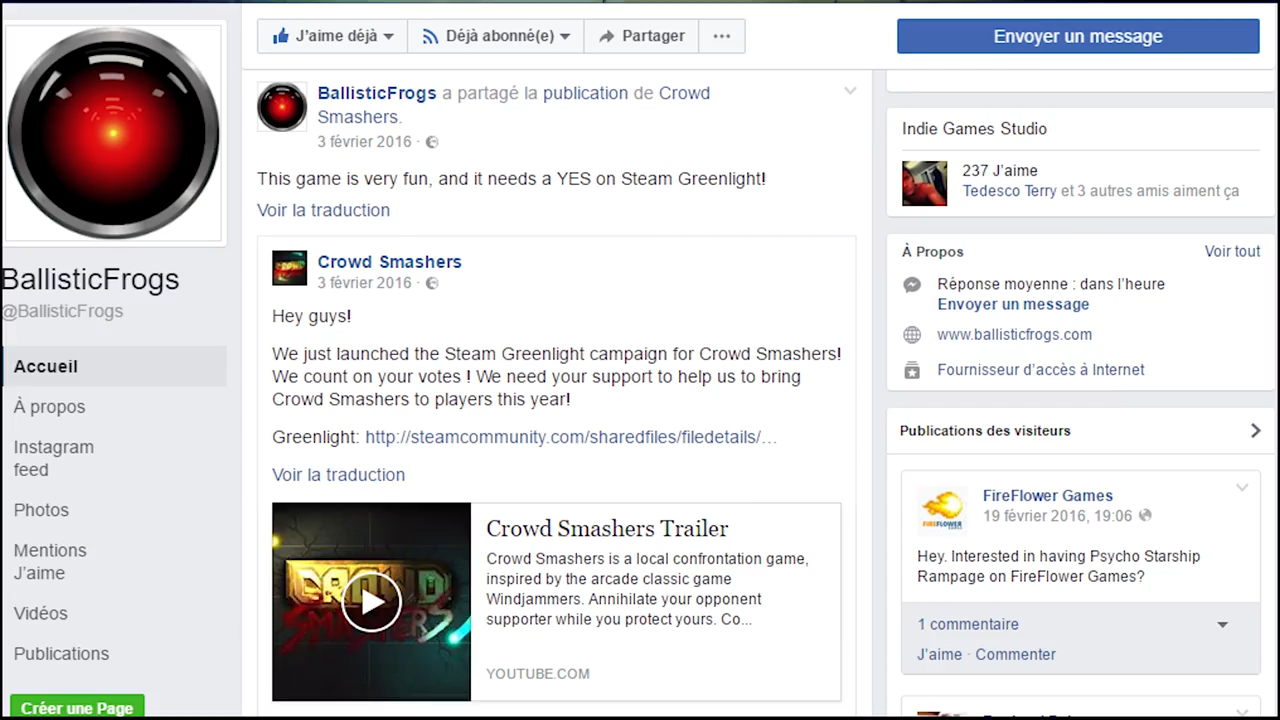 J'aime déjà
Déjà abonné(e)
Partager
Envoyer un message
BallisticFrogs
@BallisticFrogs
Accueil
À propos
Instagram
feed
Photos
Mentions
J'aime
Vidéos
Publications
Créer une Page
BallisticFrogs a partagé la publication de Crowd
Smashers.
3 février 2016 ·
This game is very fun, and it needs a YES on Steam Greenlight!
Voir la traduction
Crowd Smashers
3 février 2016 ·
Hey guys!
We just launched the Steam Greenlight campaign for Crowd Smashers!
We count on your votes ! We need your support to help us to bring
Crowd Smashers to players this year!
Greenlight: http://steamcommunity.com/sharedfiles/filedetails/…
Voir la traduction
CROWD
SMASHERS
Crowd Smashers Trailer
Crowd Smashers is a local confrontation game,
inspired by the arcade classic game
Windjammers. Annihilate your opponent
supporter while you protect yours. Co...
YOUTUBE.COM
Indie Games Studio
237 J'aime
Tedesco Terry et 3 autres amis aiment ça
À Propos
Voir tout
Réponse moyenne : dans l'heure
Envoyer un message
www.ballisticfrogs.com
Fournisseur d'accès à Internet
Publications des visiteurs
FIREFLOWER
FireFlower Games
19 février 2016, 19:06
Hey. Interested in having Psycho Starship
Rampage on FireFlower Games?
1 commentaire
J'aime · Commenter